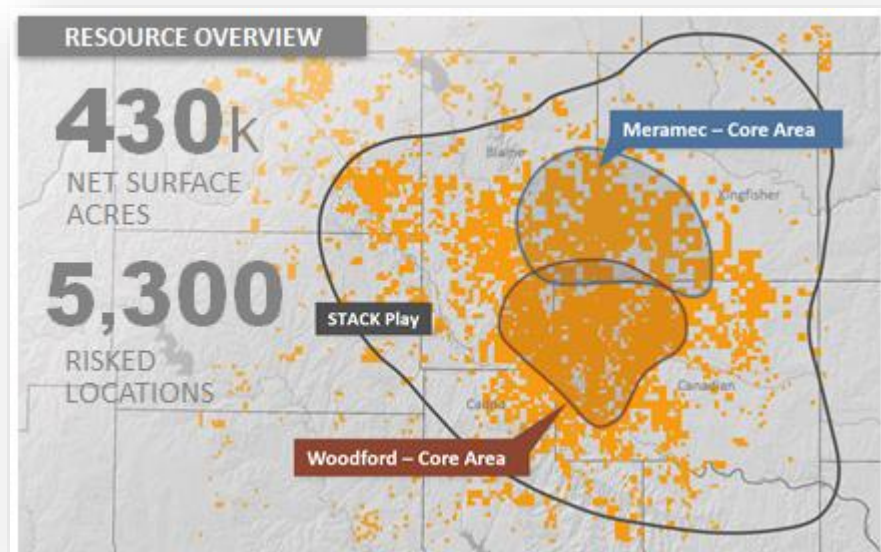 RESOURCE OVERVIEW
430k
NET SURFACE
ACRES
5,300
RISKED
LOCATIONS
Meramec – Core Area
Blaine
Kingfisher
STACK Play
Canadian
Caddo
Woodford – Core Area